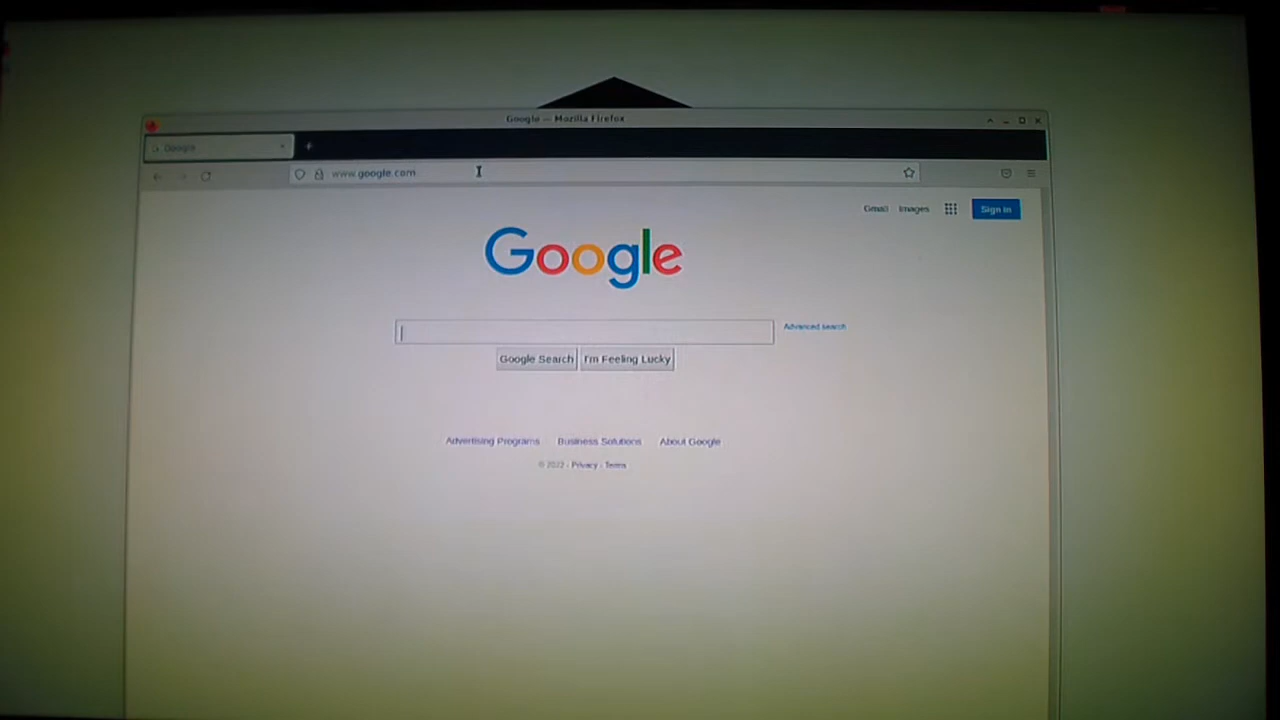 Google — Mozilla Firefox
Google
www.google.com
Gmail Images Sign in
Google
Advanced search
Google Search I'm Feeling Lucky
Advertising Programs Business Solutions About Google
© 2022 - Privacy - Terms